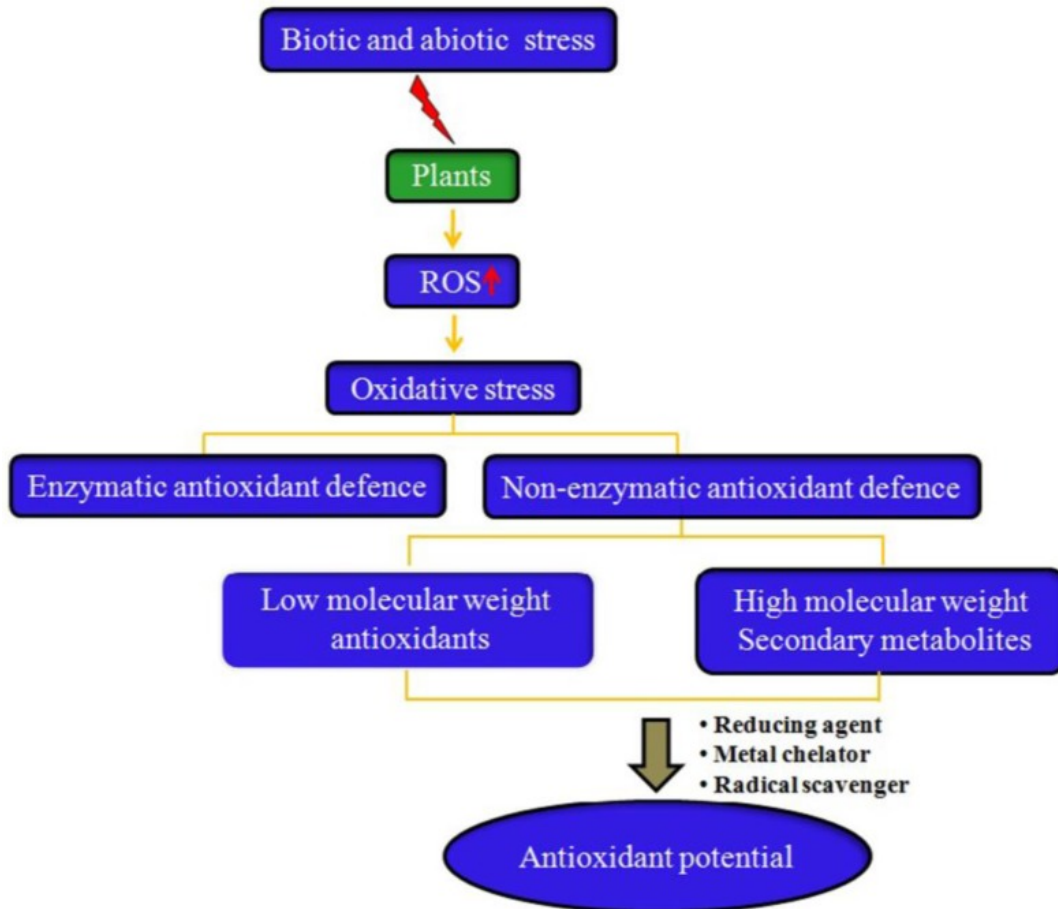 Biotic and abiotic stress
Plants
ROS
Oxidative stress
Enzymatic antioxidant defence
Non-enzymatic antioxidant defence
Low molecular weight
antioxidants
High molecular weight
Secondary metabolites
• Reducing agent
• Metal chelator
• Radical scavenger
Antioxidant potential